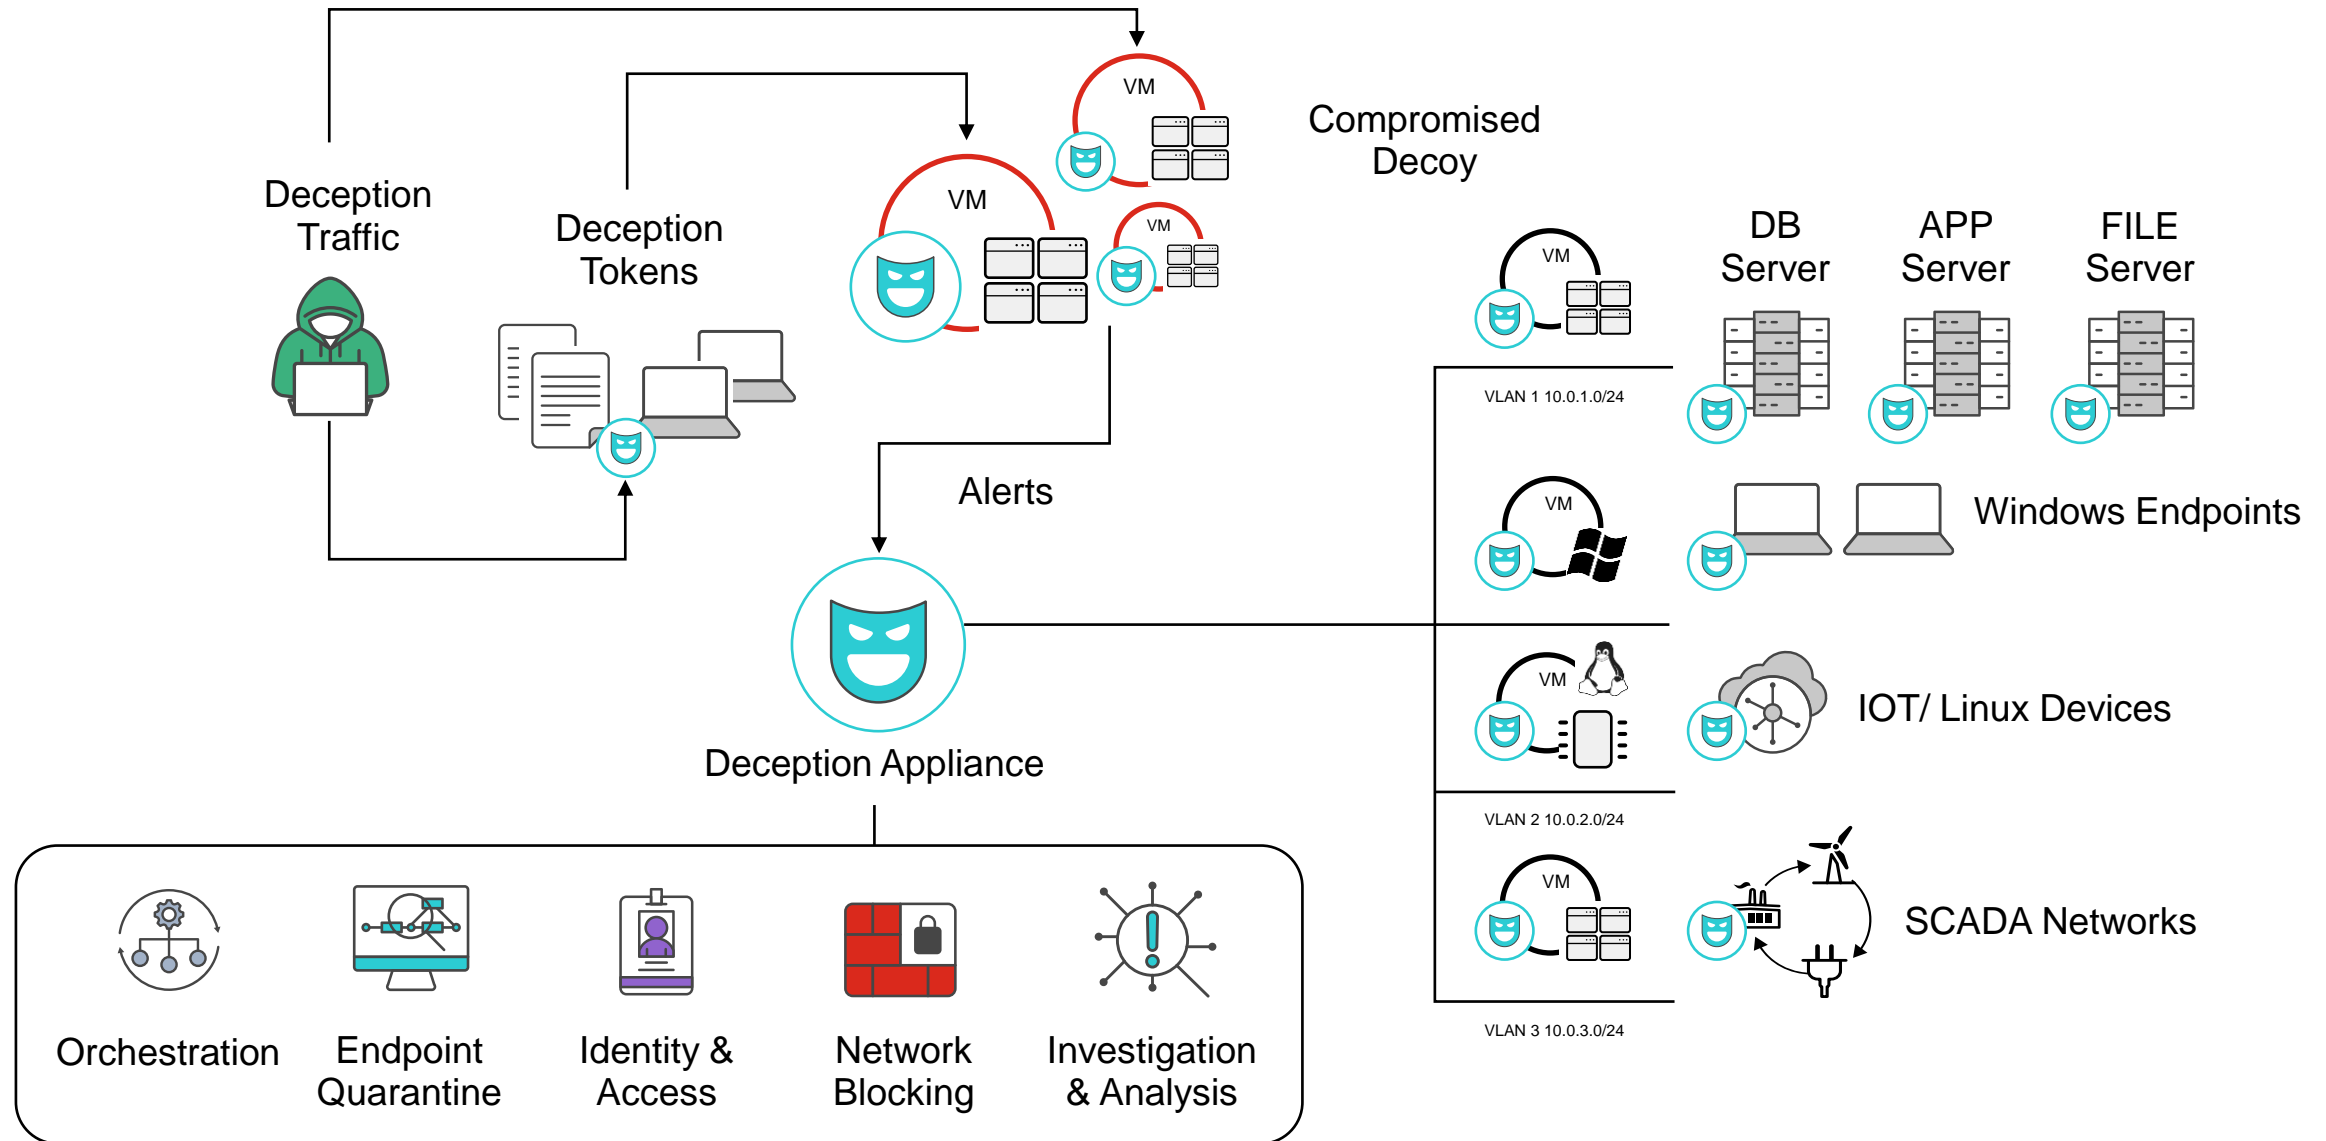 VM
Compromised
Decoy
Deception
Traffic
Deception
Tokens
VM
VM
VM
DB
Server
APP
Server
FILE
Server
VLAN 1 10.0.1.0/24
Alerts
VM
Windows Endpoints
VM
IOT/ Linux Devices
Deception Appliance
VLAN 2 10.0.2.0/24
VM
SCADA Networks
VLAN 3 10.0.3.0/24
Orchestration
Endpoint
Quarantine
Identity &
Access
Network
Blocking
Investigation
& Analysis